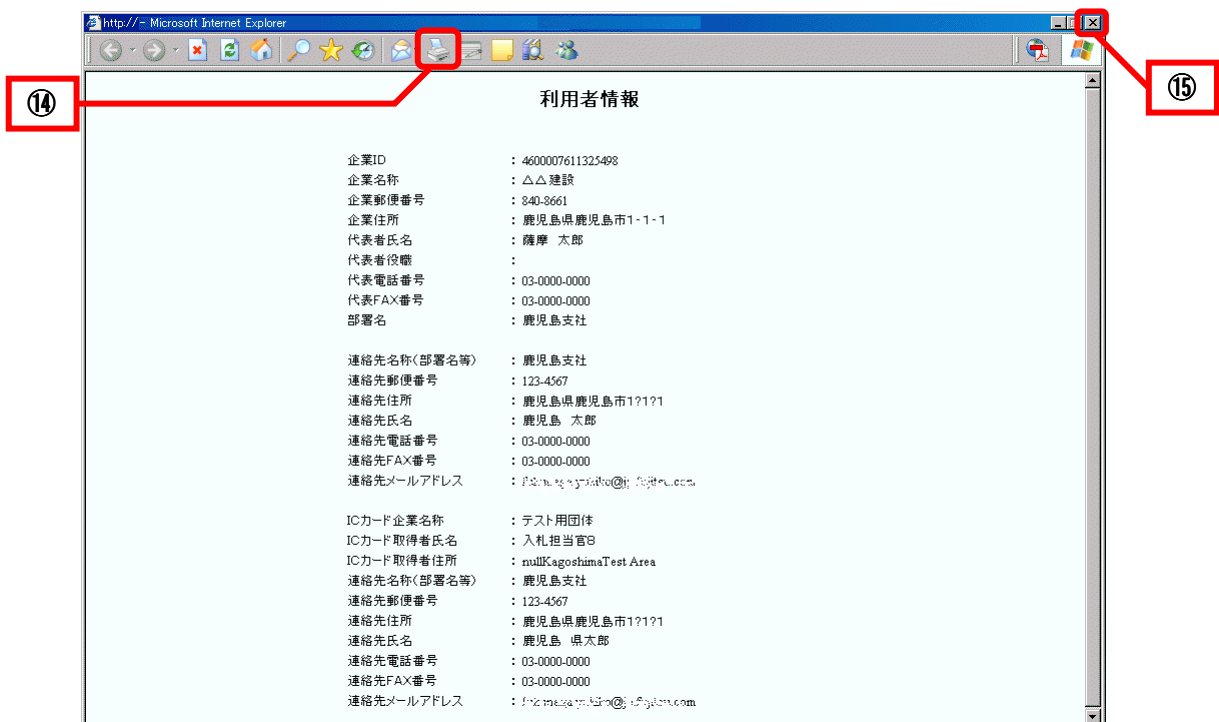 http:// - Microsoft Internet Explorer
⑭
⑮
利用者情報
企業ID : 4600007611325498
企業名称 : △△建設
企業郵便番号 : 840-8661
企業住所 : 鹿児島県鹿児島市1-1-1
代表者氏名 : 薩摩 太郎
代表者役職 :
代表電話番号 : 03-0000-0000
代表FAX番号 : 03-0000-0000
部署名 : 鹿児島支社
連絡先名称(部署名等) : 鹿児島支社
連絡先郵便番号 : 123-4567
連絡先住所 : 鹿児島県鹿児島市1?1?1
連絡先氏名 : 鹿児島 太郎
連絡先電話番号 : 03-0000-0000
連絡先FAX番号 : 03-0000-0000
連絡先メールアドレス :
ICカード企業名称 : テスト用団体
ICカード取得者氏名 : 入札担当官8
ICカード取得者住所 : nullKagoshimaTest Area
連絡先名称(部署名等) : 鹿児島支社
連絡先郵便番号 : 123-4567
連絡先住所 : 鹿児島県鹿児島市1?1?1
連絡先氏名 : 鹿児島 県太郎
連絡先電話番号 : 03-0000-0000
連絡先FAX番号 : 03-0000-0000
連絡先メールアドレス :